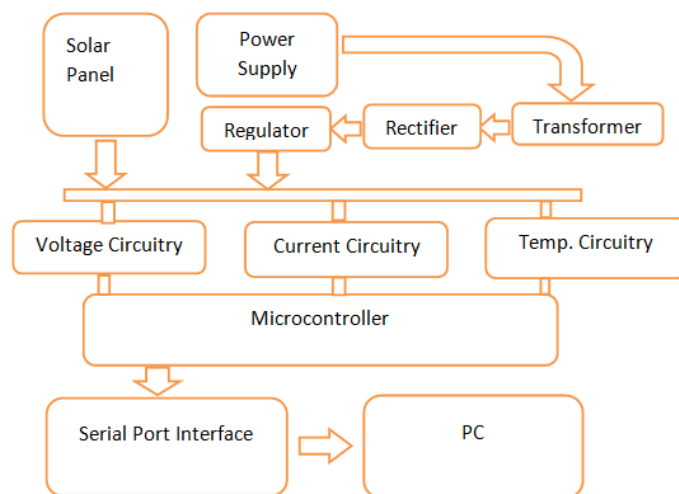 Solar
Panel
Power
Supply
Regulator
Rectifier
Transformer
Voltage Circuitry
Current Circuitry
Temp. Circuitry
Microcontroller
Serial Port Interface
PC